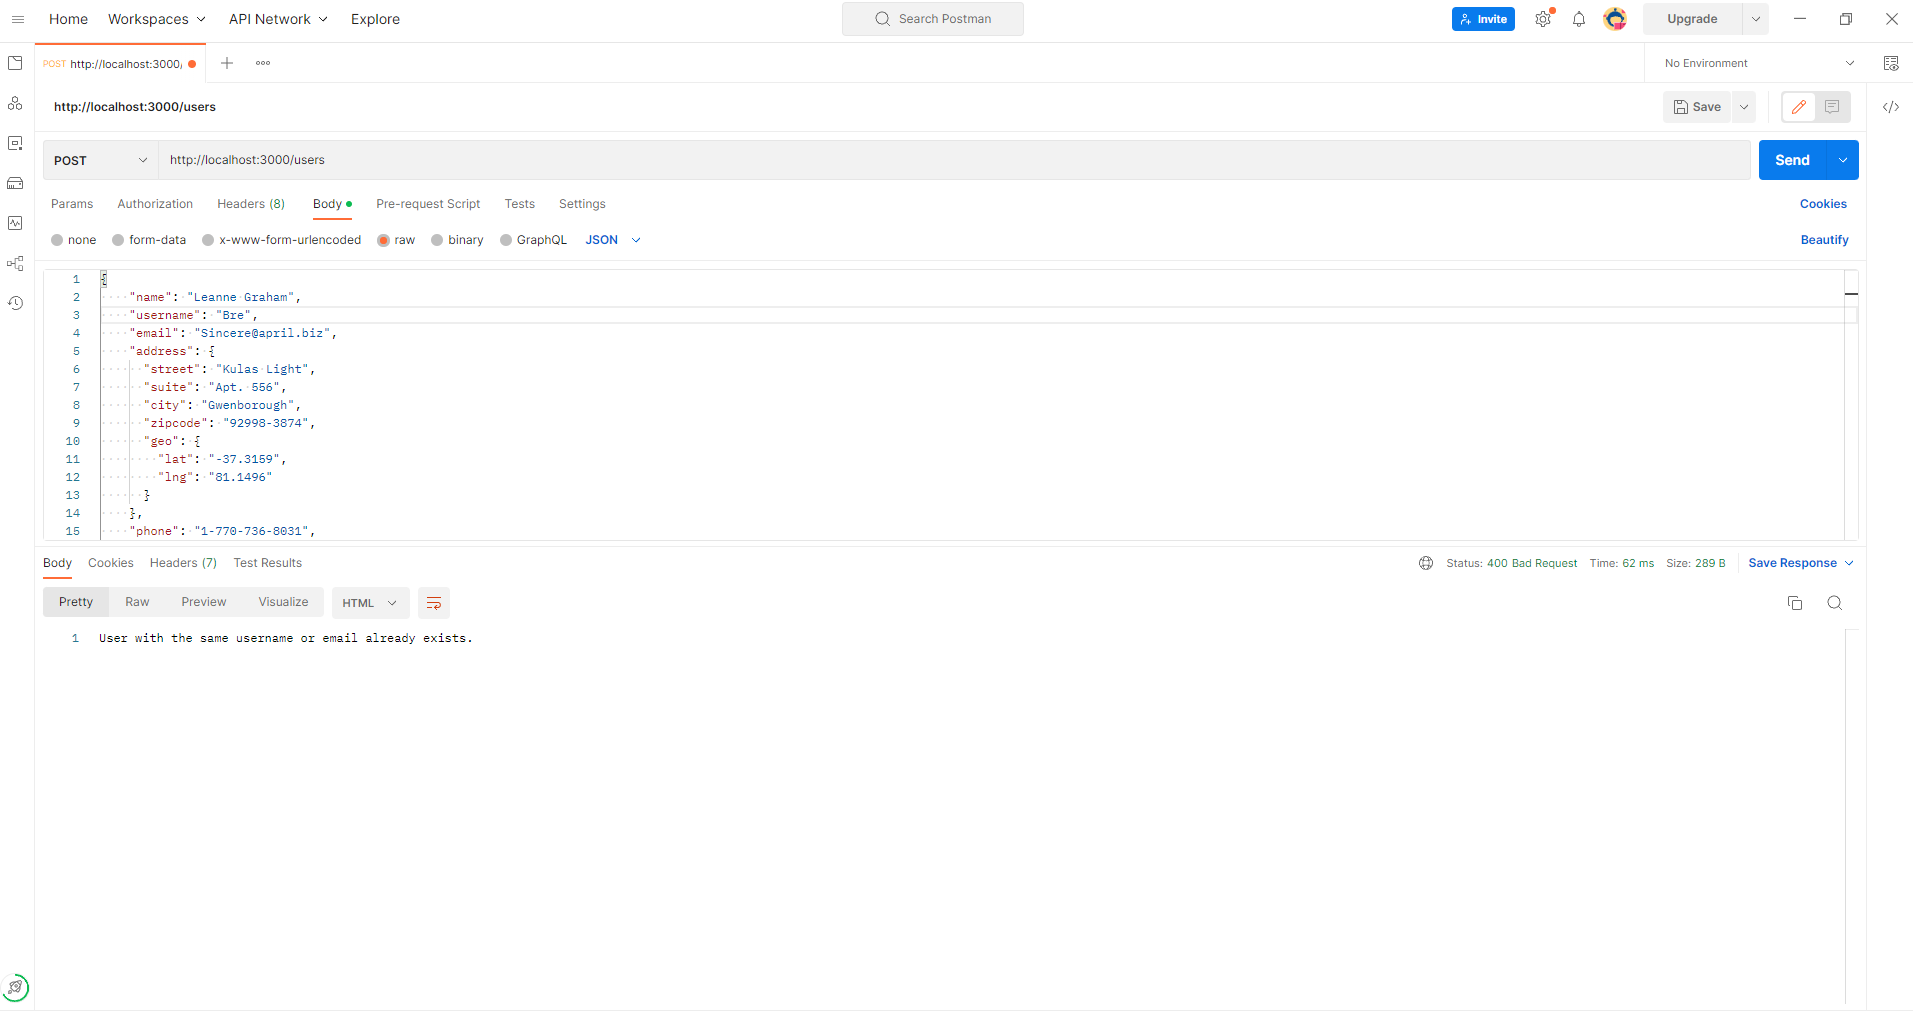 Home Workspaces API Network Explore Search Postman Invite Upgrade
POST http://localhost:3000/ No Environment
http://localhost:3000/users Save
POST http://localhost:3000/users Send
Params Authorization Headers (8) Body Pre-request Script Tests Settings Cookies
none form-data x-www-form-urlencoded raw binary GraphQL JSON Beautify
1 {
2 "name": "Leanne Graham",
3 "username": "Bre",
4 "email": "Sincere@april.biz",
5 "address": {
6 "street": "Kulas Light",
7 "suite": "Apt. 556",
8 "city": "Gwenborough",
9 "zipcode": "92998-3874",
10 "geo": {
11 "lat": "-37.3159",
12 "lng": "81.1496"
13 }
14 },
15 "phone": "1-770-736-8031",
Body Cookies Headers (7) Test Results Status: 400 Bad Request Time: 62 ms Size: 289 B Save Response
Pretty Raw Preview Visualize HTML
1 User with the same username or email already exists.